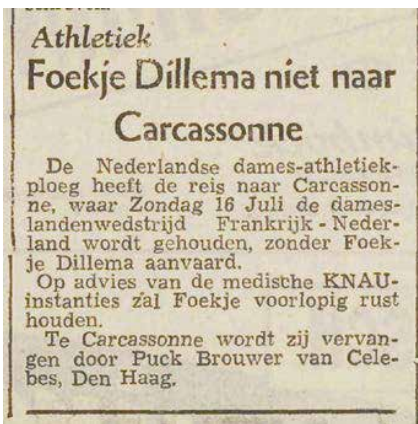 Athletiek
Foekje Dillema niet naar
Carcassonne
De Nederlandse dames-athletiek-
ploeg heeft de reis naar Carcasson-
ne, waar Zondag 16 Juli de dames-
landenwedstrijd Frankrijk - Neder-
land wordt gehouden, zonder Foek-
je Dillema aanvaard.
Op advies van de medische KNAU-
instanties zal Foekje voorlopig rust
houden.
Te Carcassonne wordt zij vervan-
gen door Puck Brouwer van Cele-
bes, Den Haag.